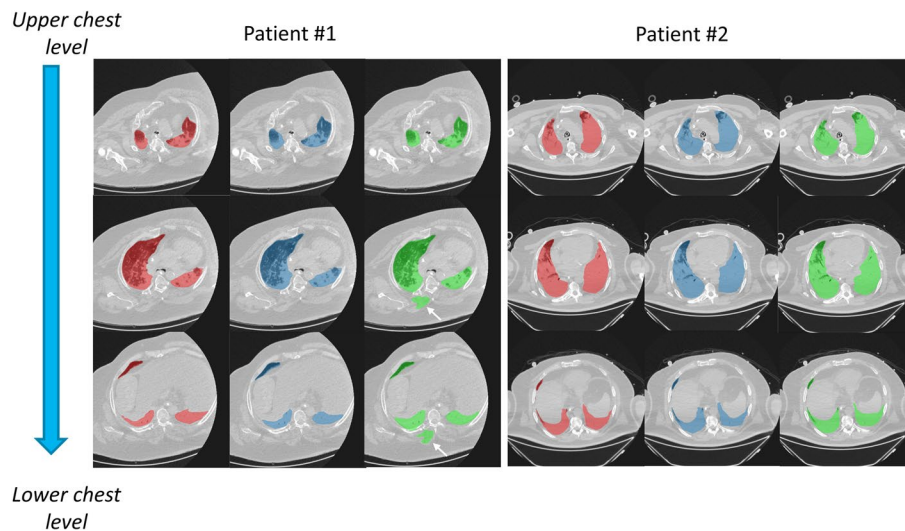 Upper chest
level
Patient #1
Patient #2
Lower chest
level